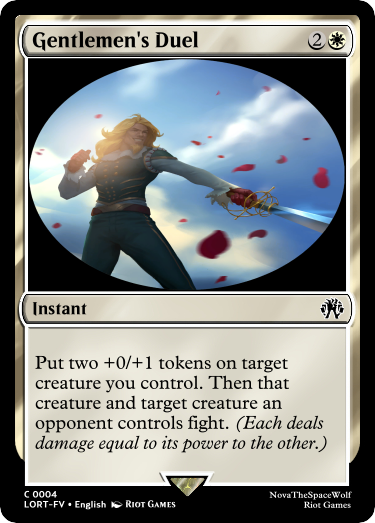 Gentlemen's Duel 2
Instant
Put two +0/+1 tokens on target
creature you control. Then that
creature and target creature an
opponent controls fight. (Each deals
damage equal to its power to the other.)
C 0004
LORT-FV • English RIOT GAMES
NovaTheSpaceWolf
Riot Games